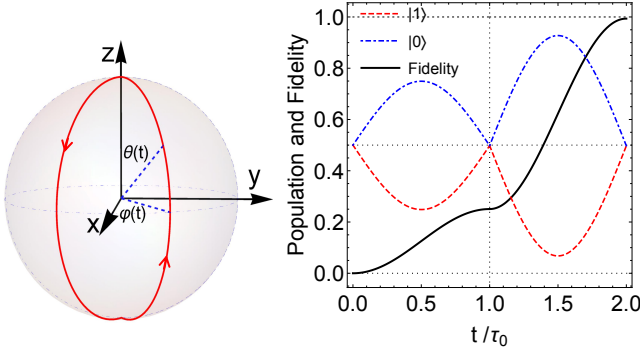 z
θ(t)
y
x
φ(t)
Population and Fidelity
1.0
0.8
0.6
0.4
0.2
0.0
|1⟩
|0⟩
Fidelity
0.0 0.5 1.0 1.5 2.0
t/τ0